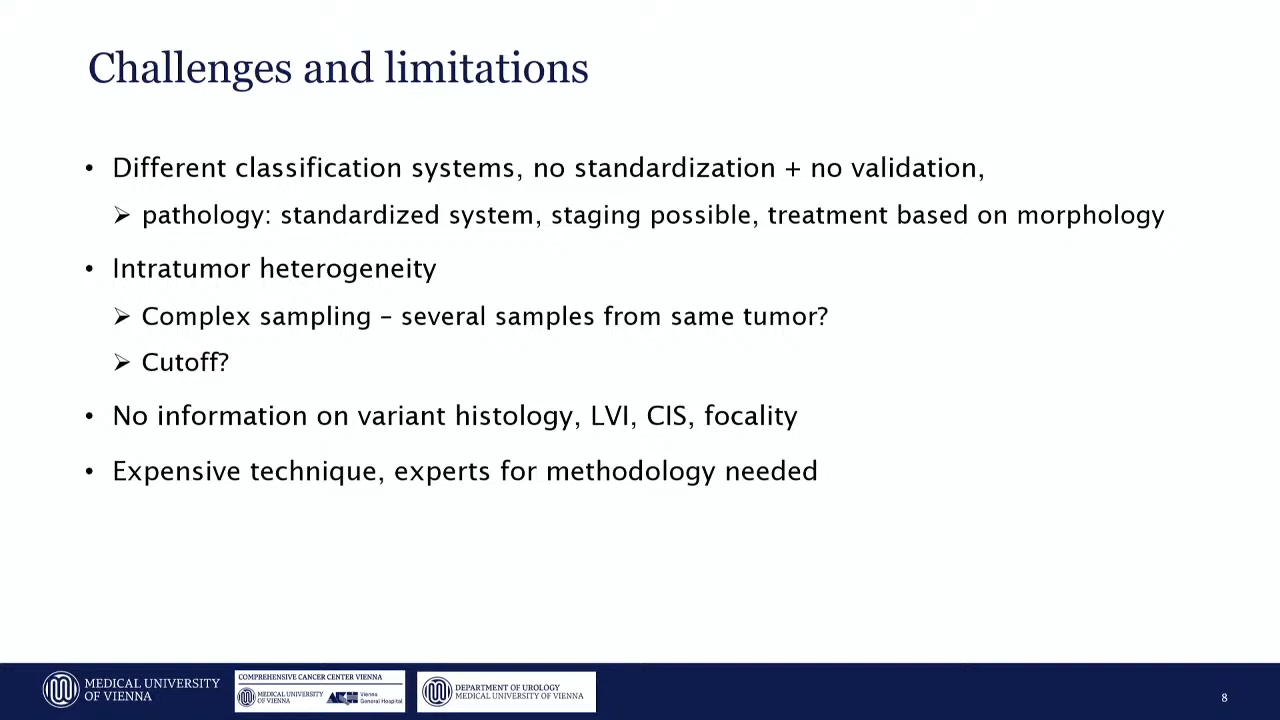 Challenges and limitations
• Different classification systems, no standardization + no validation,
➢ pathology: standardized system, staging possible, treatment based on morphology
• Intratumor heterogeneity
➢ Complex sampling – several samples from same tumor?
➢ Cutoff?
• No information on variant histology, LVI, CIS, focality
• Expensive technique, experts for methodology needed
MEDICAL UNIVERSITY
OF VIENNA
COMPREHENSIVE CANCER CENTER VIENNA
MEDICAL UNIVERSITY
OF VIENNA
AKH
Vienna
General Hospital
DEPARTMENT OF UROLOGY
MEDICAL UNIVERSITY OF VIENNA
8